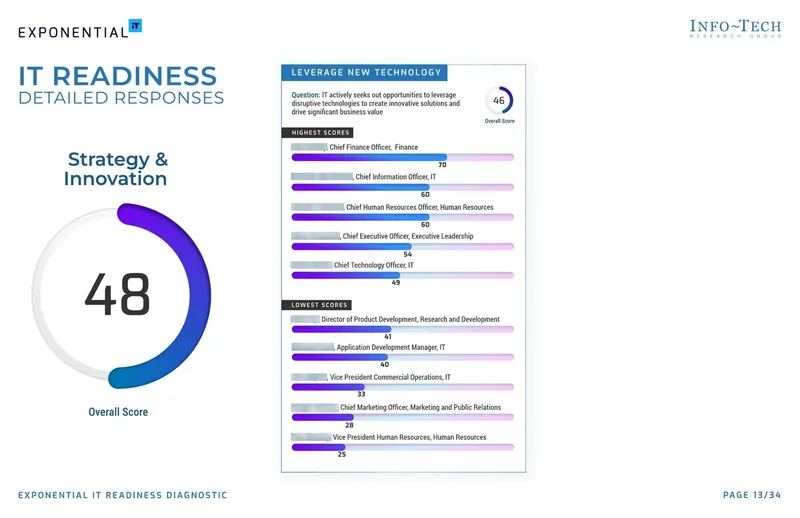 EXPONENTIAL IT
INFO~TECH
RESEARCH GROUP
IT READINESS
DETAILED RESPONSES
Strategy &
Innovation
48
Overall Score
LEVERAGE NEW TECHNOLOGY
Question: IT actively seeks out opportunities to leverage
disruptive technologies to create innovative solutions and
drive significant business value
46
Overall Score
HIGHEST SCORES
, Chief Finance Officer, Finance
70
, Chief Information Officer, IT
60
Chief Human Resources Officer, Human Resources
60
, Chief Executive Officer, Executive Leadership
54
Chief Technology Officer, IT
49
LOWEST SCORES
, Director of Product Development, Research and Development
41
, Application Development Manager, IT
40
, Vice President Commercial Operations, IT
33
Chief Marketing Officer, Marketing and Public Relations
28
Vice President Human Resources, Human Resources
25
EXPONENTIAL IT READINESS DIAGNOSTIC
PAGE 13/34